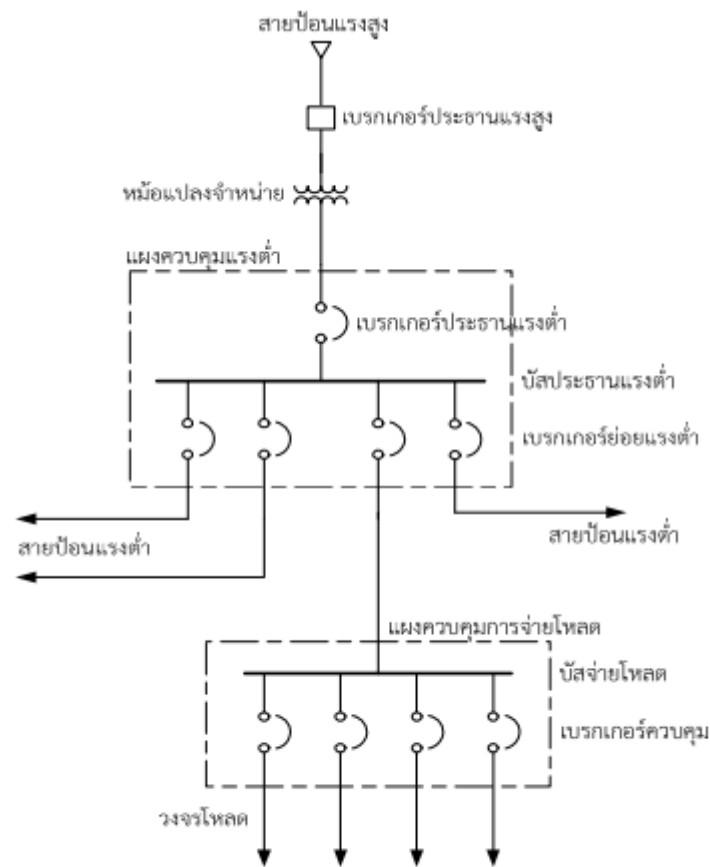 สายป้อนแรงสูง
เบรกเกอร์ประธานแรงสูง
หม้อแปลงจำหน่าย
แผงควบคุมแรงต่ำ
เบรกเกอร์ประธานแรงต่ำ
บัสประธานแรงต่ำ
เบรกเกอร์ย่อยแรงต่ำ
สายป้อนแรงต่ำ
สายป้อนแรงต่ำ
แผงควบคุมการจ่ายโหลด
บัสจ่ายโหลด
เบรกเกอร์ควบคุม
วงจรโหลด